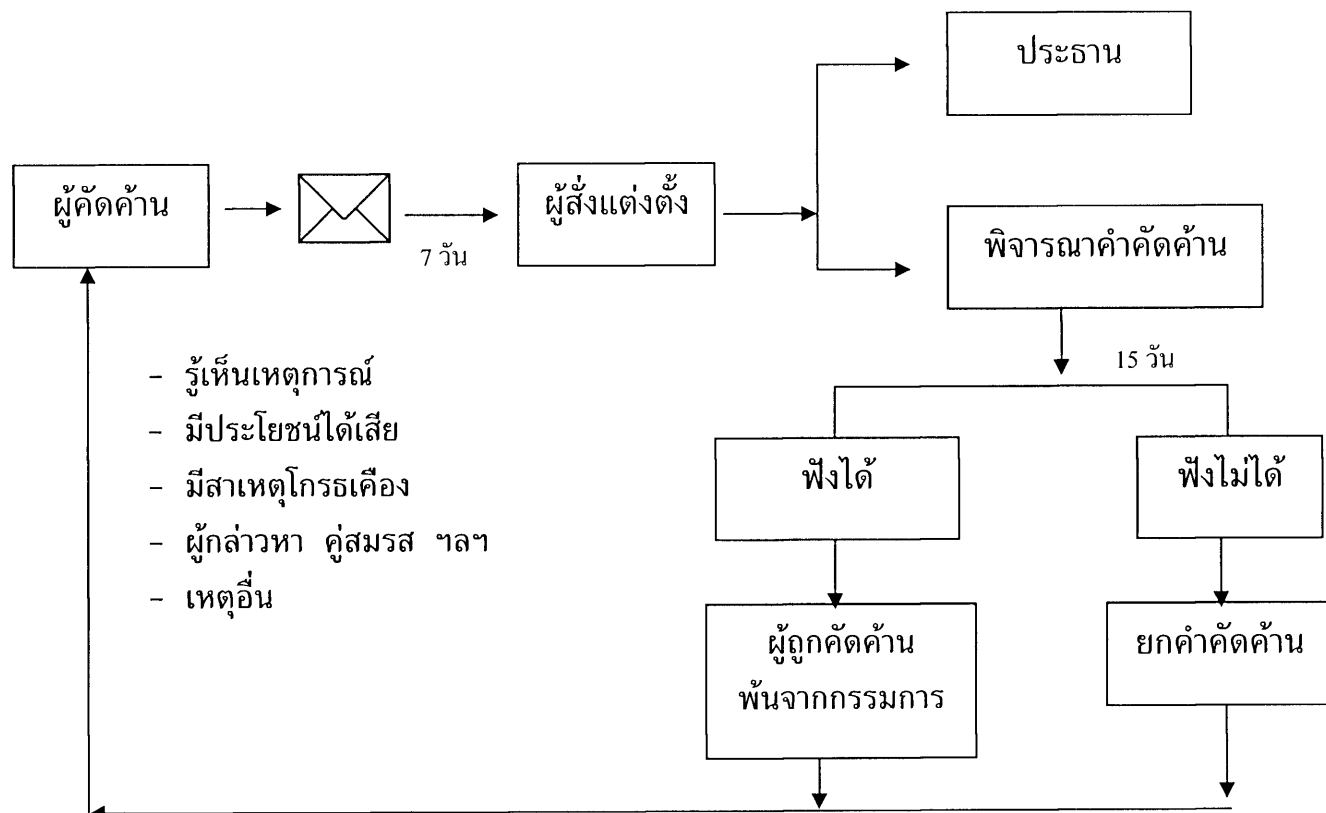 ประธาน
ผู้คัดค้าน
ผู้สั่งแต่งตั้ง
7 วัน
พิจารณาคำคัดค้าน
15 วัน
- รู้เห็นเหตุการณ์
- มีประโยชน์ได้เสีย
- มีสาเหตุโกรธเคือง
- ผู้กล่าวหา คู่สมรส ฯลฯ
- เหตุอื่น
ฟังได้
ฟังไม่ได้
ผู้ถูกคัดค้าน
พ้นจากกรรมการ
ยกคำคัดค้าน